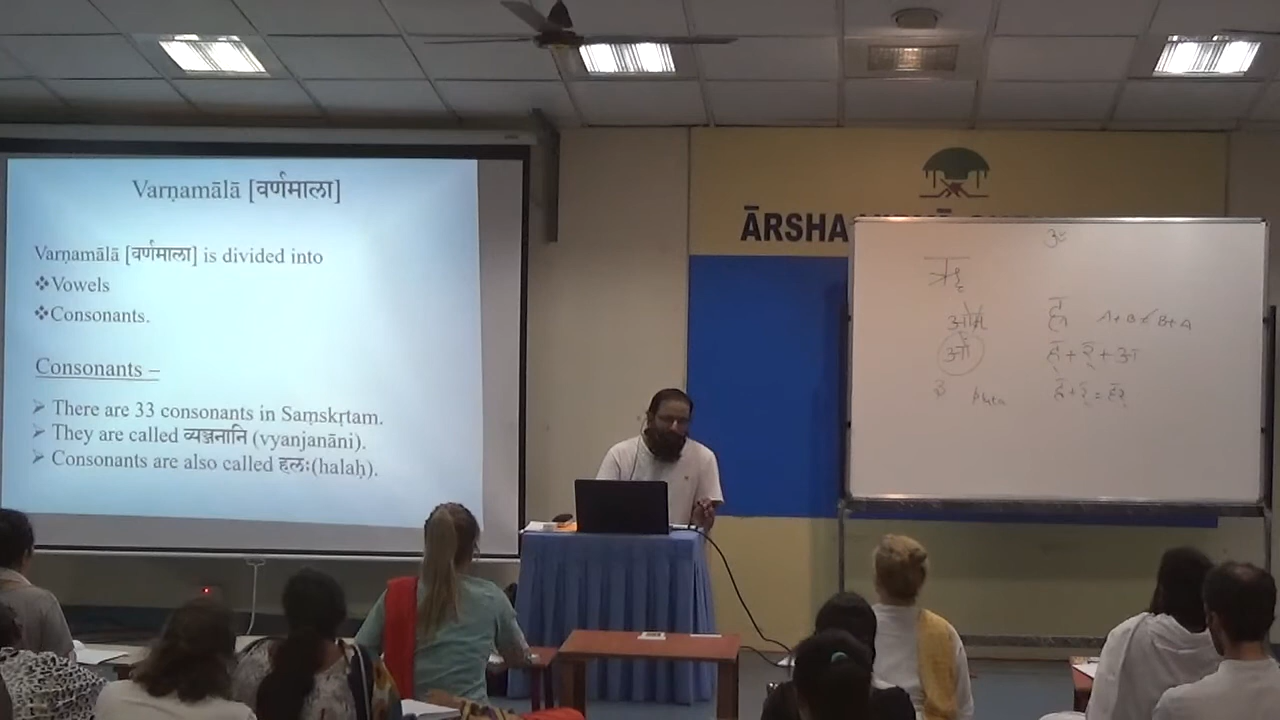 Varṇamālā [वर्णमाला]
Varṇamālā [वर्णमाला] is divided into
❖Vowels
❖Consonants.
Consonants –
➢ There are 33 consonants in Saṃskṛtam.
➢ They are called व्यञ्जनानि (vyanjanāni).
➢ Consonants are also called हलः(halaḥ).
ĀRSHA
A+B ≠ B+A
ह्+र्+अ
ह्+र् = हर्